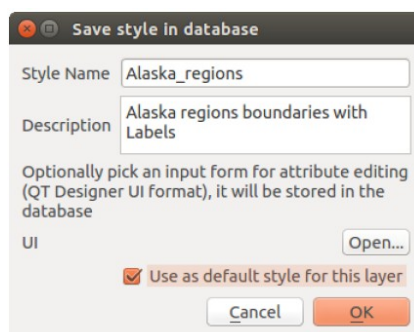 Save style in database
Style Name Alaska_regions
Description Alaska regions boundaries with
Labels
Optionally pick an input form for attribute editing
(QT Designer UI format), it will be stored in the
database
UI Open...
Use as default style for this layer
Cancel OK